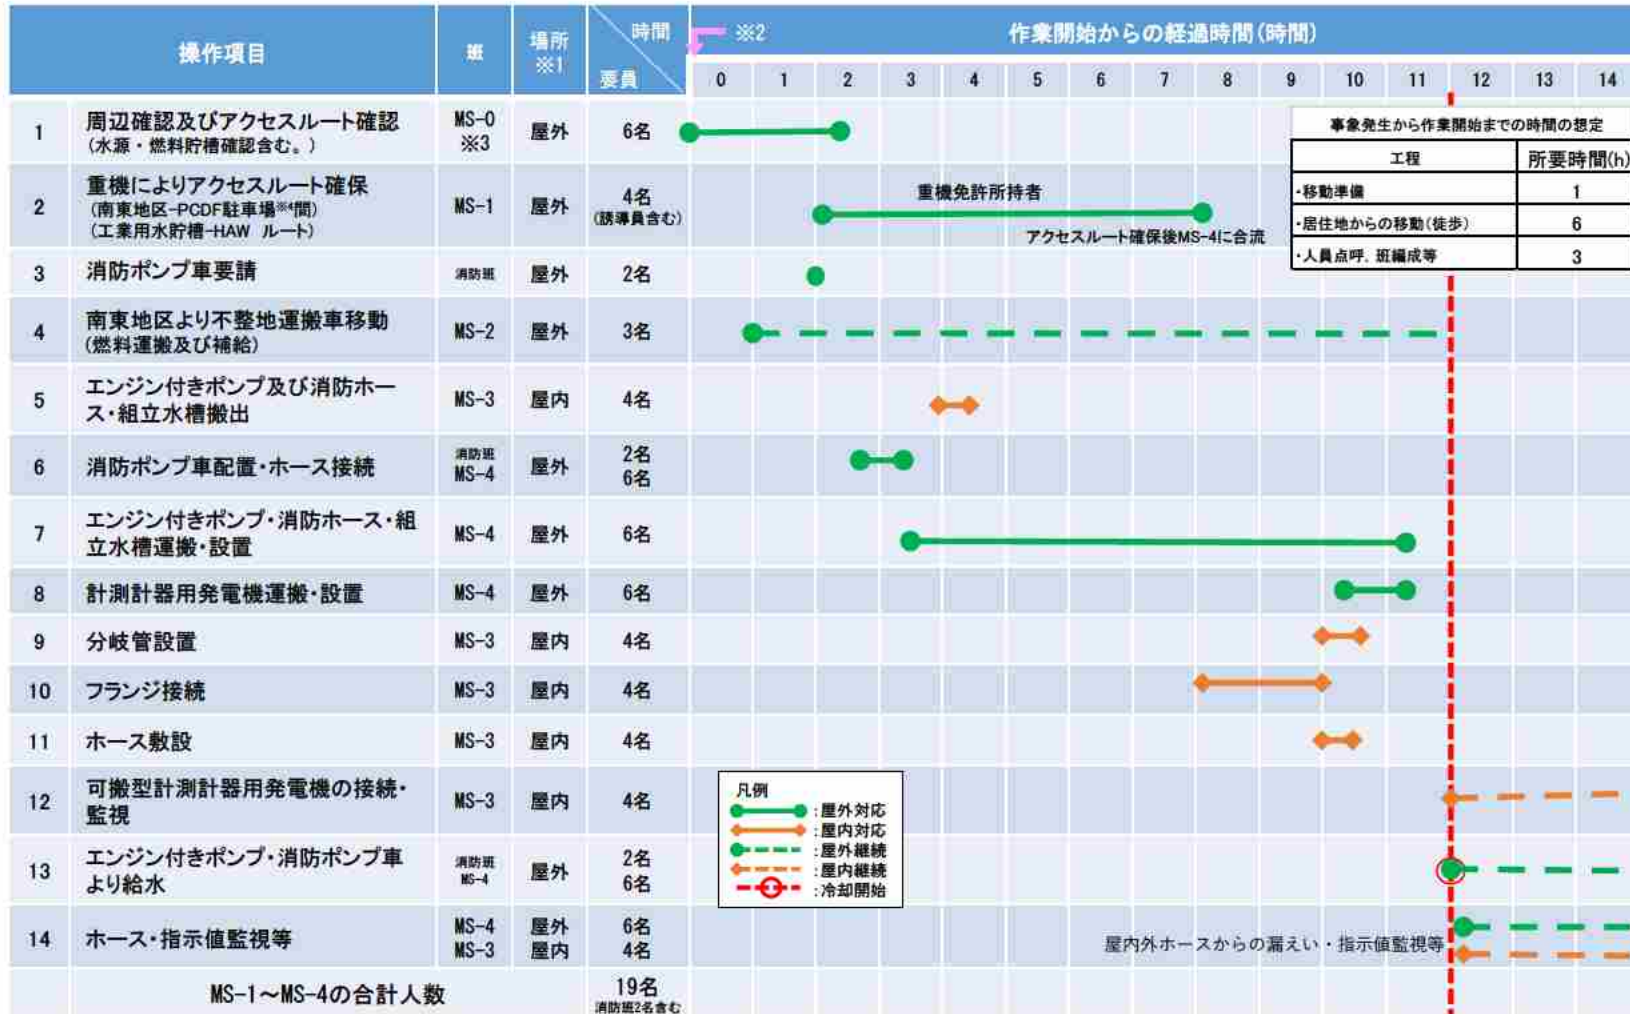 操作項目
班
場所
※1
時間
要員
※2
作業開始からの経過時間(時間)
0 1 2 3 4 5 6 7 8 9 10 11 12 13 14
1
周辺確認及びアクセスルート確認
(水源・燃料貯槽確認含む。)
MS-0
※3
屋外
6名
事象発生から作業開始までの時間の想定
工程
所要時間(h)
・移動準備
1
・居住地からの移動(徒歩)
6
・人員点呼, 班編成等
3
2
重機によりアクセスルート確保
(南東地区-PCDF駐車場※4間)
(工業用水貯槽-HAW ルート)
MS-1
屋外
4名
(誘導員含む)
重機免許所持者
アクセスルート確保後MS-4に合流
3
消防ポンプ車要請
消防班
屋外
2名
4
南東地区より不整地運搬車移動
(燃料運搬及び補給)
MS-2
屋外
3名
5
エンジン付きポンプ及び消防ホー
ス・組立水槽搬出
MS-3
屋内
4名
6
消防ポンプ車配置・ホース接続
消防班
MS-4
屋外
2名
6名
7
エンジン付きポンプ・消防ホース・組
立水槽運搬・設置
MS-4
屋外
6名
8
計測計器用発電機運搬・設置
MS-4
屋外
6名
9
分岐管設置
MS-3
屋内
4名
10
フランジ接続
MS-3
屋内
4名
11
ホース敷設
MS-3
屋内
4名
12
可搬型計測計器用発電機の接続・
監視
MS-3
屋内
4名
凡例
:屋外対応
:屋内対応
:屋外継続
:屋内継続
:冷却開始
13
エンジン付きポンプ・消防ポンプ車
より給水
消防班
MS-4
屋外
2名
6名
14
ホース・指示値監視等
MS-4
MS-3
屋外
屋内
6名
4名
屋内外ホースからの漏えい・指示値監視等
MS-1~MS-4の合計人数
19名
消防班2名含む